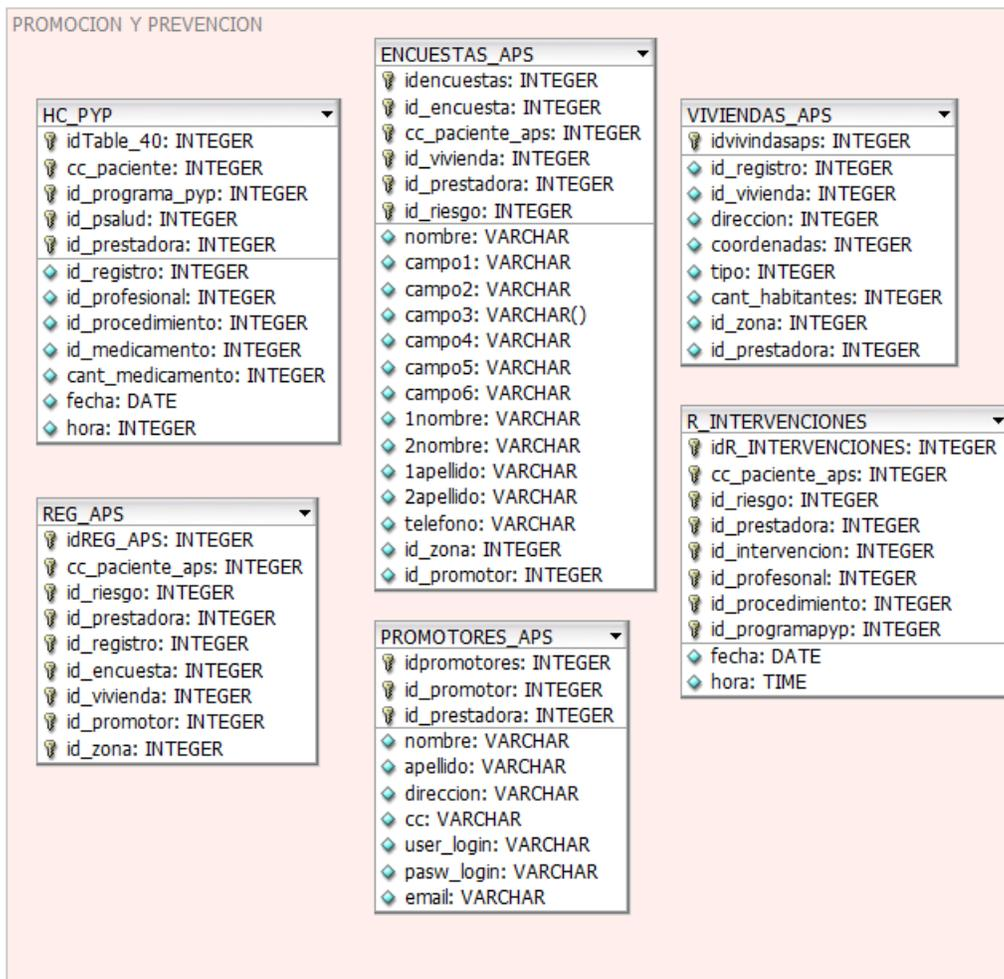 PROMOCION Y PREVENCION
HC_PYP
idTable_40: INTEGER
cc_paciente: INTEGER
id_programa_pyp: INTEGER
id_psalud: INTEGER
id_prestadora: INTEGER
id_registro: INTEGER
id_profesional: INTEGER
id_procedimiento: INTEGER
id_medicamento: INTEGER
cant_medicamento: INTEGER
fecha: DATE
hora: INTEGER
ENCUESTAS_APS
idencuestas: INTEGER
id_encuesta: INTEGER
cc_paciente_aps: INTEGER
id_vivienda: INTEGER
id_prestadora: INTEGER
id_riesgo: INTEGER
nombre: VARCHAR
campo1: VARCHAR
campo2: VARCHAR
campo3: VARCHAR()
campo4: VARCHAR
campo5: VARCHAR
campo6: VARCHAR
1nombre: VARCHAR
2nombre: VARCHAR
1apellido: VARCHAR
2apellido: VARCHAR
telefono: VARCHAR
id_zona: INTEGER
id_promotor: INTEGER
VIVIENDAS_APS
idvivindasaps: INTEGER
id_registro: INTEGER
id_vivienda: INTEGER
direccion: INTEGER
coordenadas: INTEGER
tipo: INTEGER
cant_habitantes: INTEGER
id_zona: INTEGER
id_prestadora: INTEGER
REG_APS
idREG_APS: INTEGER
cc_paciente_aps: INTEGER
id_riesgo: INTEGER
id_prestadora: INTEGER
id_registro: INTEGER
id_encuesta: INTEGER
id_vivienda: INTEGER
id_promotor: INTEGER
id_zona: INTEGER
PROMOTORES_APS
idpromotores: INTEGER
id_promotor: INTEGER
id_prestadora: INTEGER
nombre: VARCHAR
apellido: VARCHAR
direccion: VARCHAR
cc: VARCHAR
user_login: VARCHAR
pasw_login: VARCHAR
email: VARCHAR
R_INTERVENCIONES
idR_INTERVENCIONES: INTEGER
cc_paciente_aps: INTEGER
id_riesgo: INTEGER
id_prestadora: INTEGER
id_intervencion: INTEGER
id_profesonal: INTEGER
id_procedimiento: INTEGER
id_programapyp: INTEGER
fecha: DATE
hora: TIME